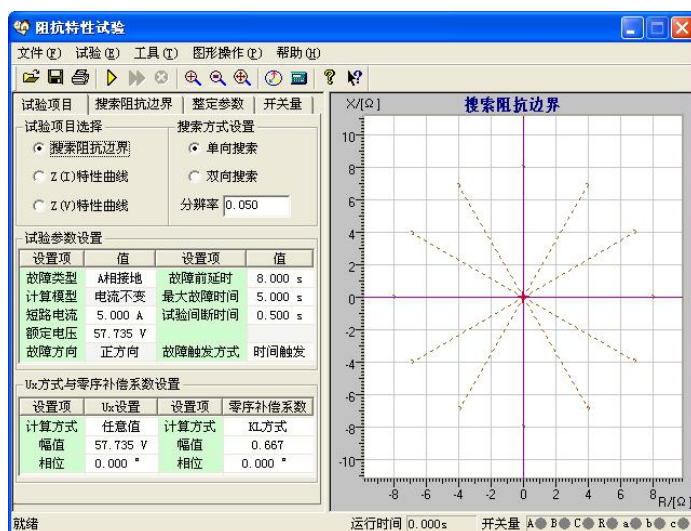 阻抗特性试验
文件(F) 试验(E) 工具(T) 图形操作(P) 帮助(H)
试验项目 搜索阻抗边界 整定参数 开关量
试验项目选择
搜索阻抗边界
Z(I)特性曲线
Z(V)特性曲线
搜索方式设置
单向搜索
双向搜索
分辨率 0.050
试验参数设置
设置项 值 设置项 值
故障类型 A相接地 故障前延时 8.000 s
计算模型 电流不变 最大故障时间 5.000 s
短路电流 5.000 A 试验间断时间 0.500 s
额定电压 57.735 V
故障方向 正方向 故障触发方式 时间触发
Ux方式与零序补偿系数设置
设置项 Ux设置 设置项 零序补偿系数
计算方式 任意值 计算方式 KL方式
幅值 57.735 V 幅值 0.667
相位 0.000 ° 相位 0.000 °
X/[Ω] 搜索阻抗边界
10
8
6
4
2
0
-2
-4
-6
-8
-10
-8 -6 -4 -2 0 2 4 6 8
R/[Ω]
就绪 运行时间 0.000s 开关量 A B C R a b c